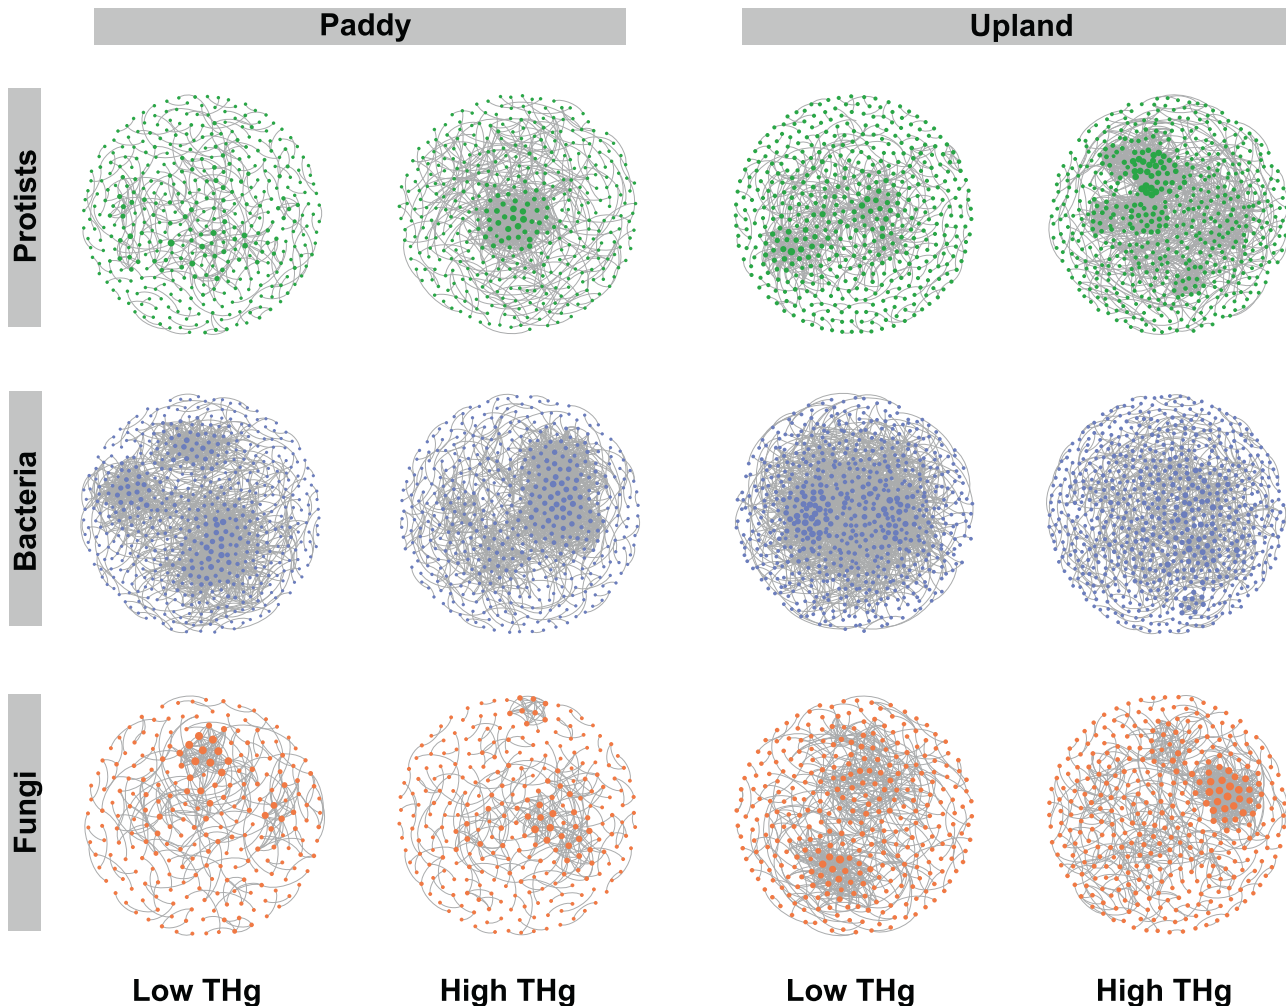 Paddy
Upland
Protists
Bacteria
Fungi
Low THg
High THg
Low THg
High THg